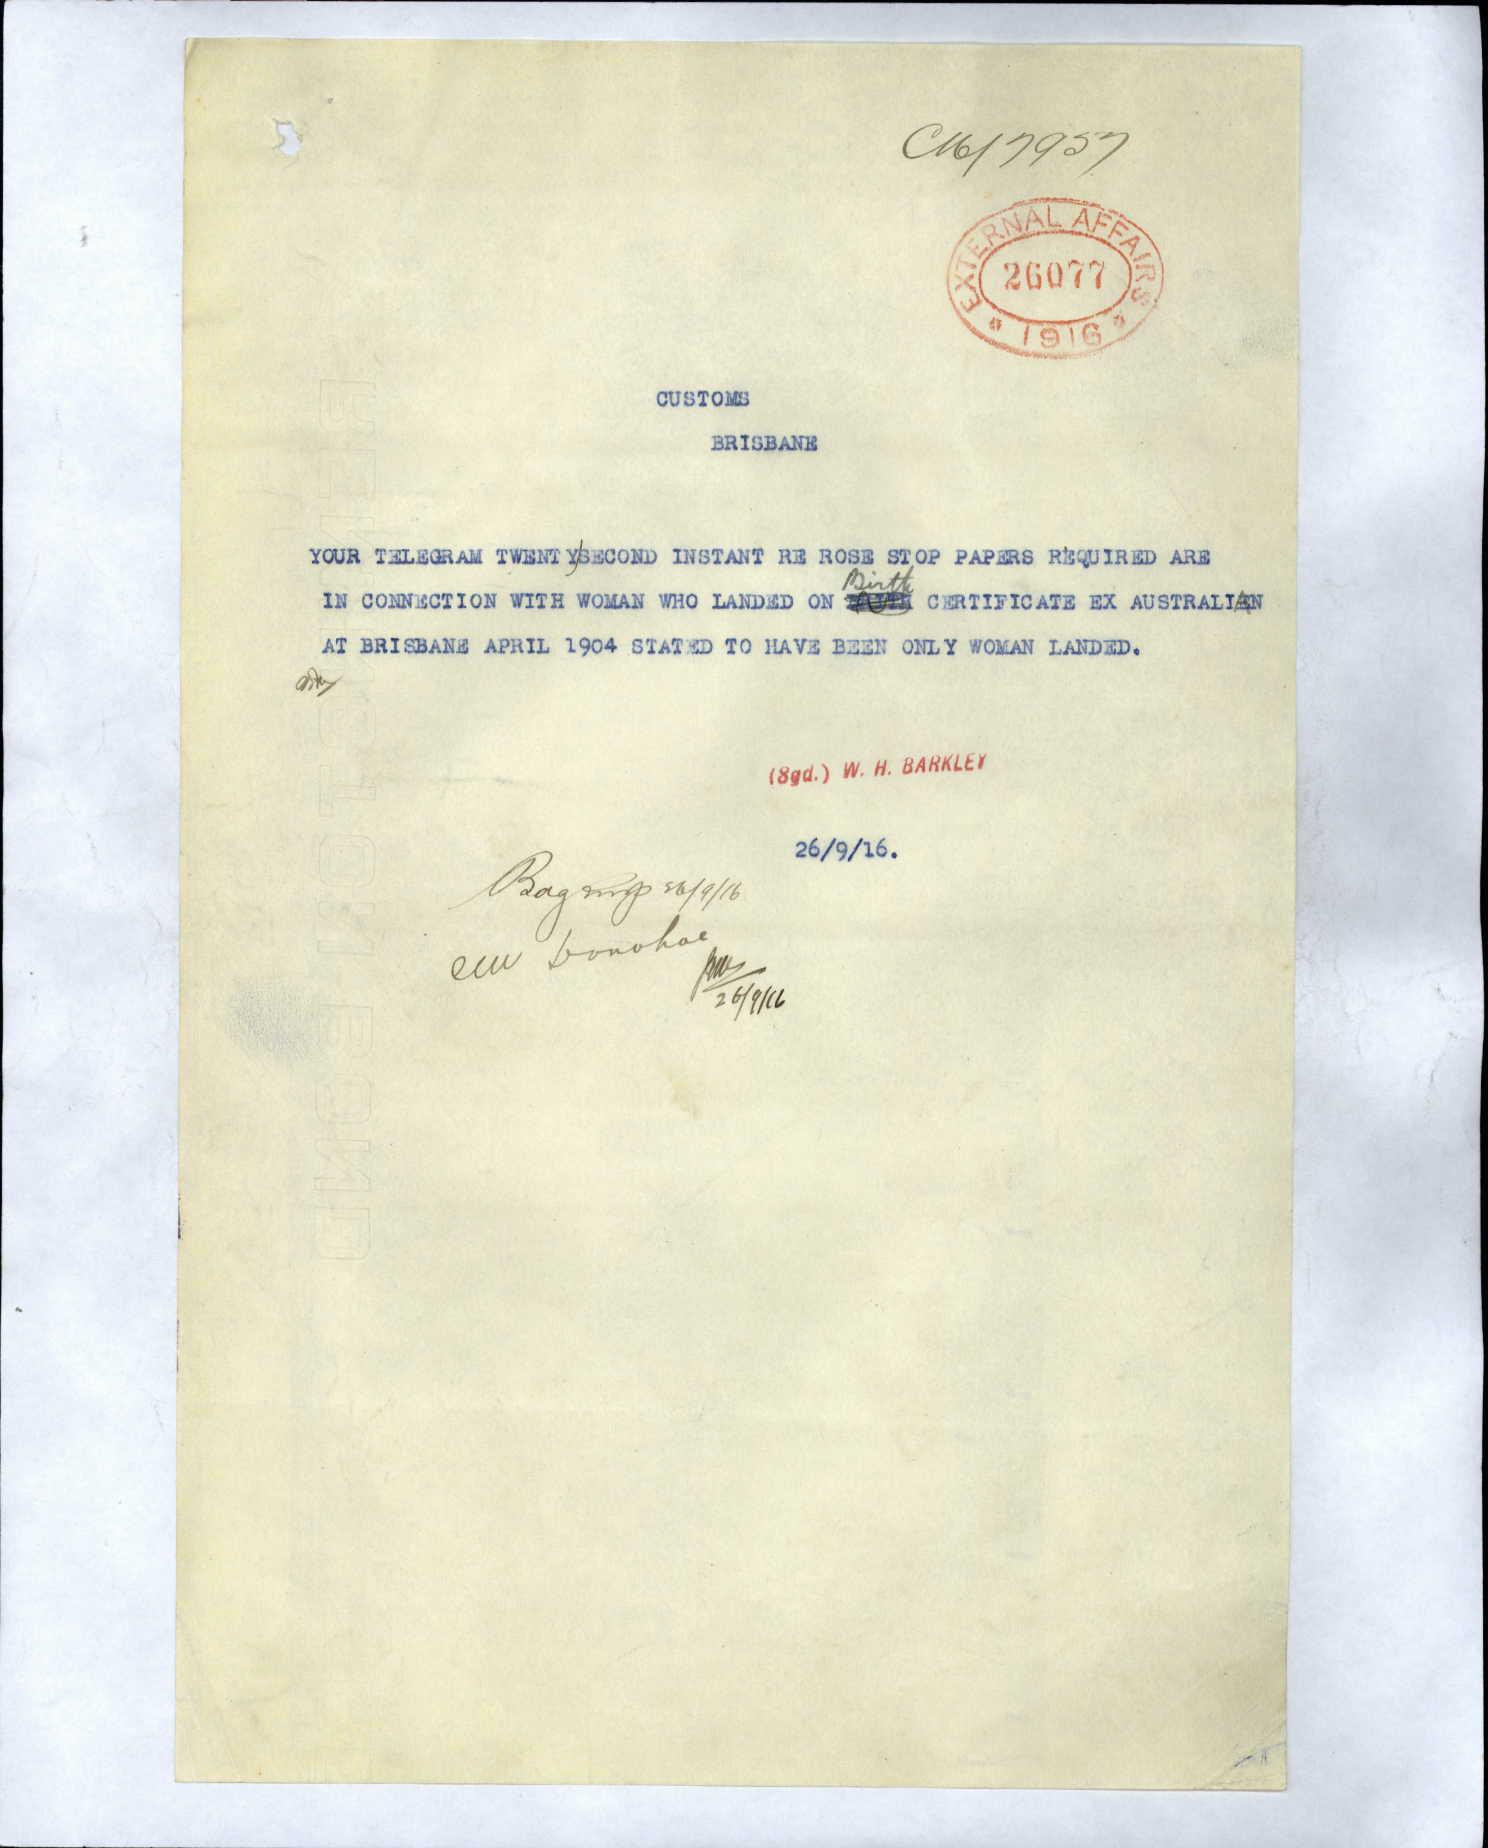 C16/7957
EXTERNAL AFFAIRS
26077
1916
CUSTOMS
BRISBANE
YOUR TELEGRAM TWENTYSECOND INSTANT RE ROSE STOP PAPERS REQUIRED ARE
Birth
IN CONNECTION WITH WOMAN WHO LANDED ON CERTIFICATE EX AUSTRALIAN
AT BRISBANE APRIL 1904 STATED TO HAVE BEEN ONLY WOMAN LANDED.
(Sgd.) W. H. BARKLEY
26/9/16.
26/9/16
Donohoe
26/9/16